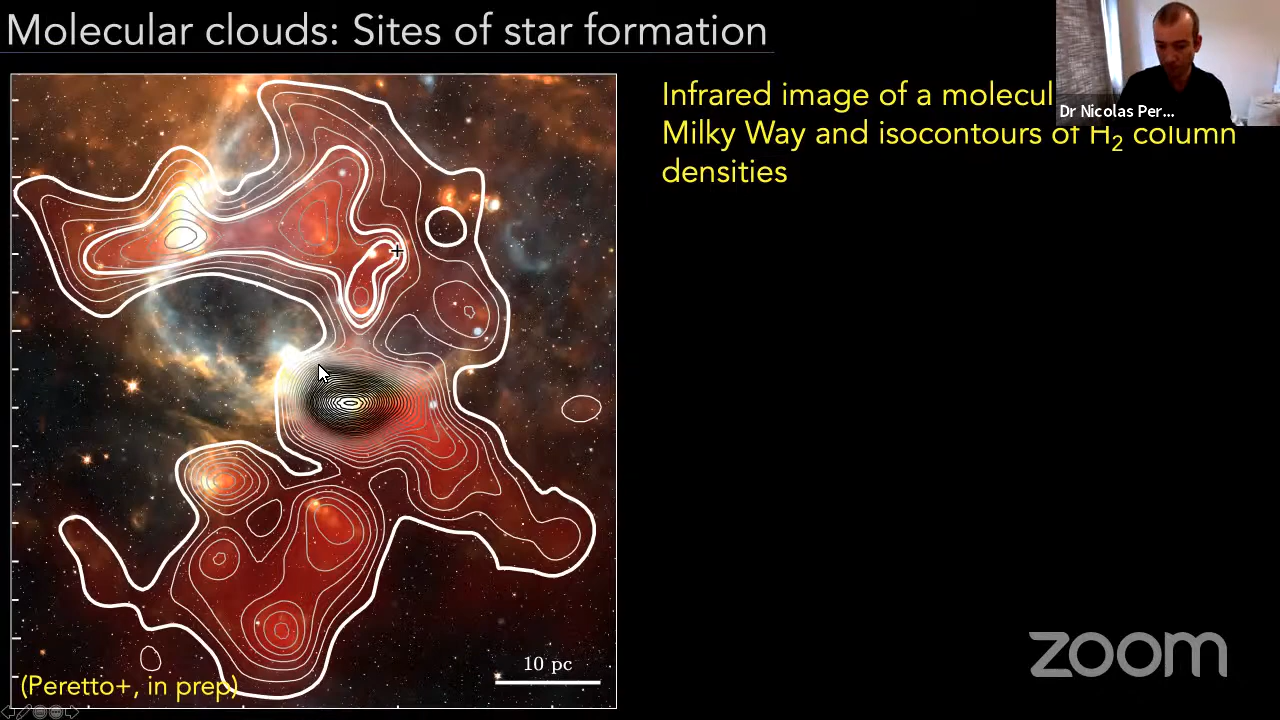 Molecular clouds: Sites of star formation
Infrared image of a molecul
Dr Nicolas Per...
Milky Way and isocontours of H₂ column
densities
10 pc
(Peretto+, in prep)
zoom